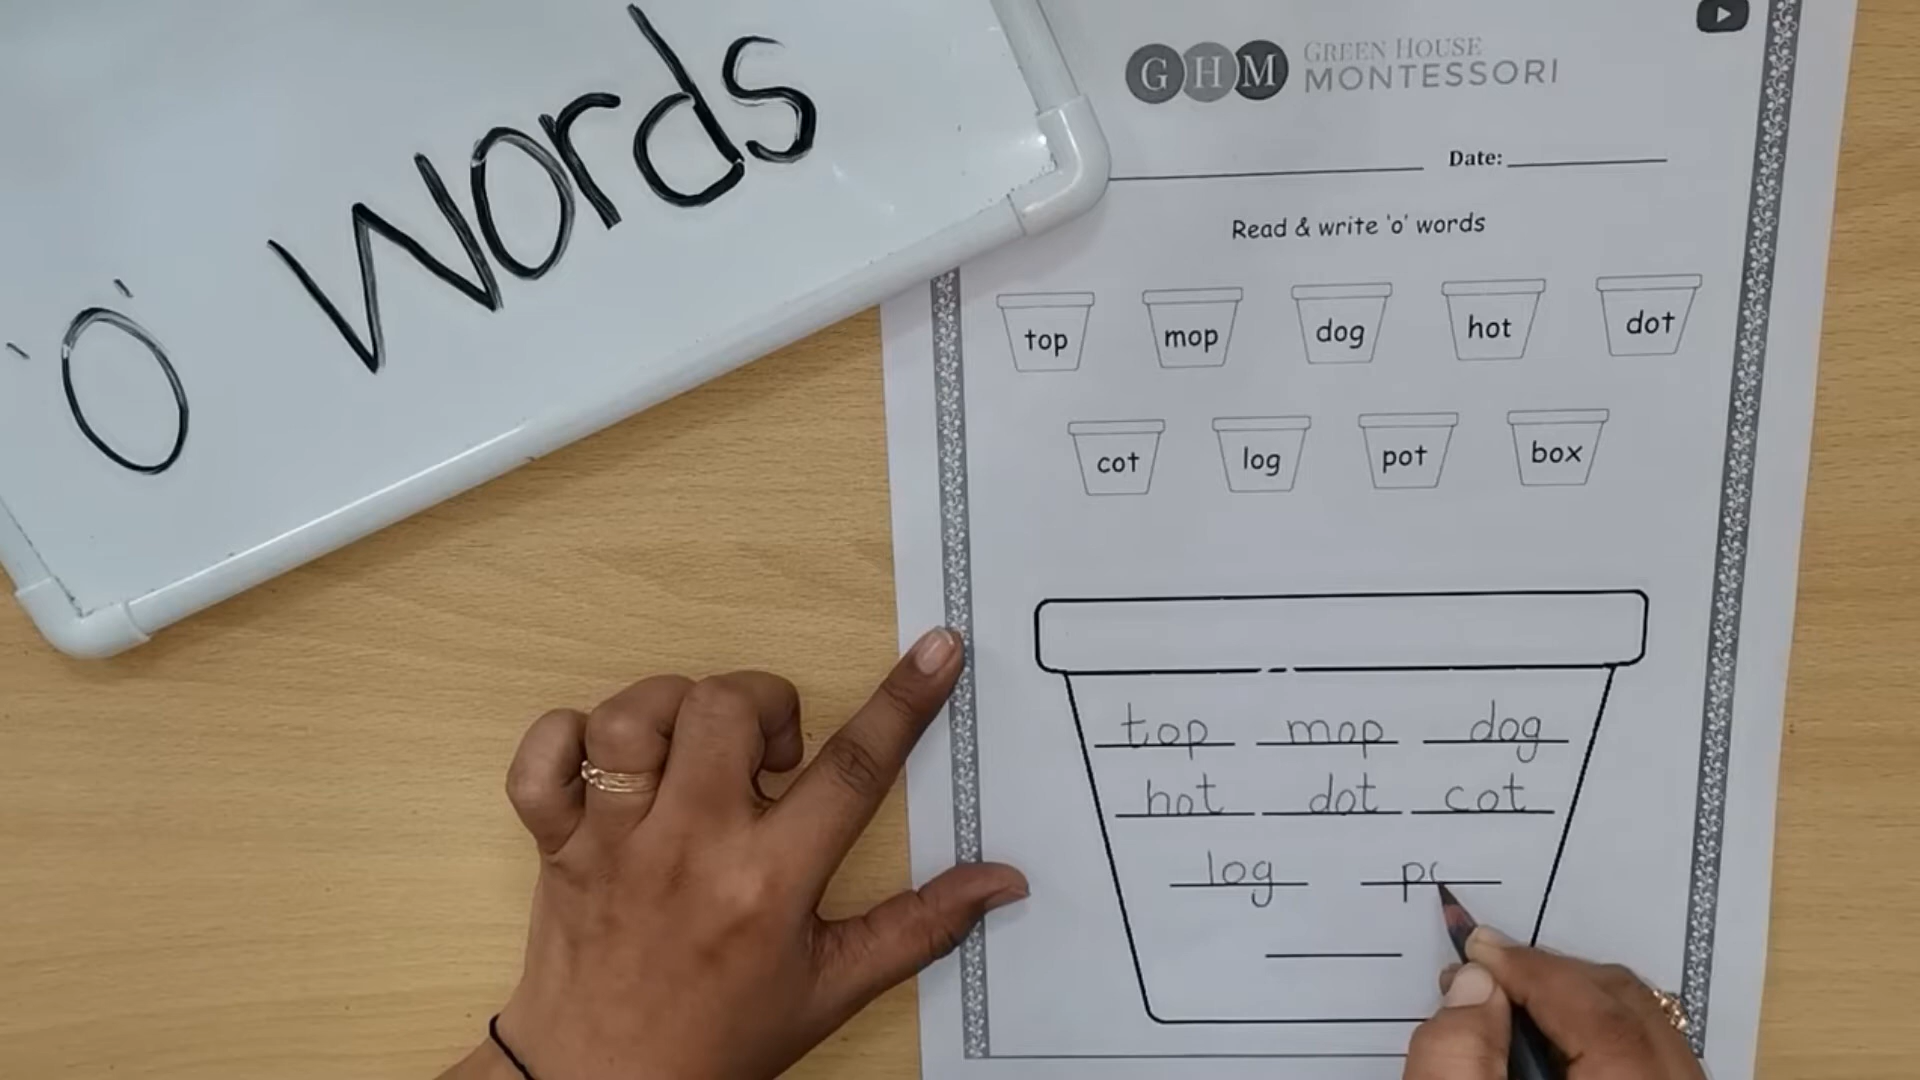 'O' Words
GHM GREEN HOUSE
MONTESSORI
Date:
Read & write 'o' words
top mop dog hot dot
cot log pot box
top mop dog
hot dot cot
log po